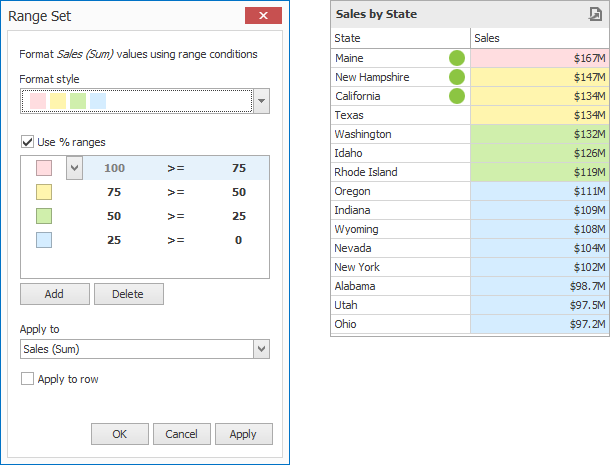 Range Set
Format Sales (Sum) values using range conditions
Format style
Use % ranges
100 >= 75
75 >= 50
50 >= 25
25 >= 0
Add Delete
Apply to
Sales (Sum)
Apply to row
OK Cancel Apply
Sales by State
State Sales
Maine $167M
New Hampshire $147M
California $134M
Texas $134M
Washington $132M
Idaho $126M
Rhode Island $119M
Oregon $111M
Indiana $109M
Wyoming $108M
Nevada $104M
New York $102M
Alabama $98.7M
Utah $97.5M
Ohio $97.2M